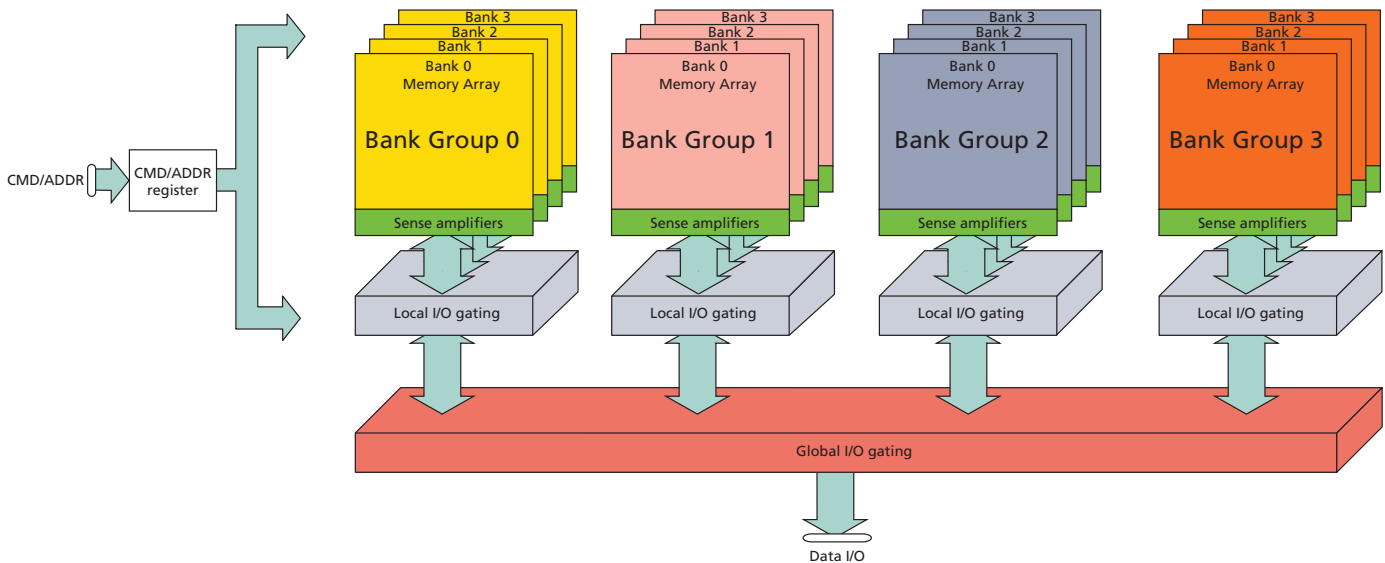 Bank 3
Bank 2
Bank 1
Bank 0
Memory Array
Bank Group 0
Sense amplifiers
Local I/O gating
Bank 3
Bank 2
Bank 1
Bank 0
Memory Array
Bank Group 1
Sense amplifiers
Local I/O gating
Bank 3
Bank 2
Bank 1
Bank 0
Memory Array
Bank Group 2
Sense amplifiers
Local I/O gating
Bank 3
Bank 2
Bank 1
Bank 0
Memory Array
Bank Group 3
Sense amplifiers
Local I/O gating
CMD/ADDR
CMD/ADDR
register
Global I/O gating
Data I/O